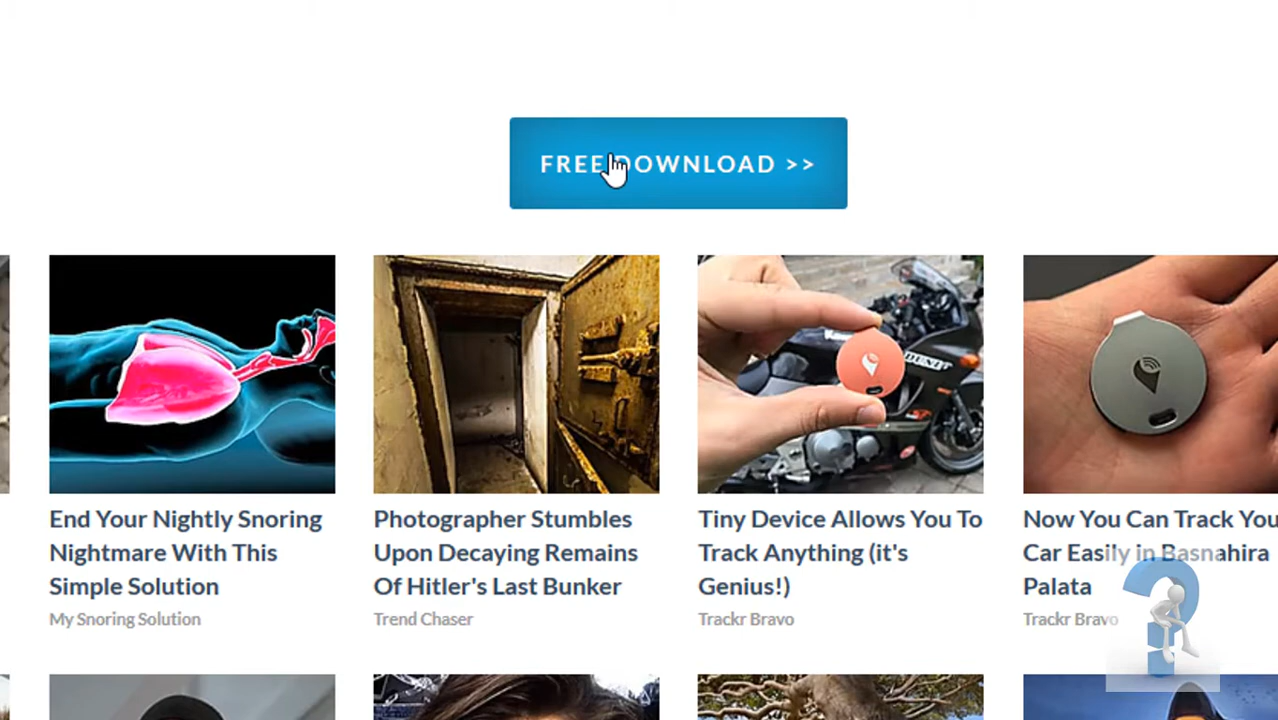 FREE DOWNLOAD >>
End Your Nightly Snoring
Nightmare With This
Simple Solution
My Snoring Solution
Photographer Stumbles
Upon Decaying Remains
Of Hitler's Last Bunker
Trend Chaser
Tiny Device Allows You To
Track Anything (it's
Genius!)
Trackr Bravo
Now You Can Track You
Car Easily in Basnahira
Palata
Trackr Bravo